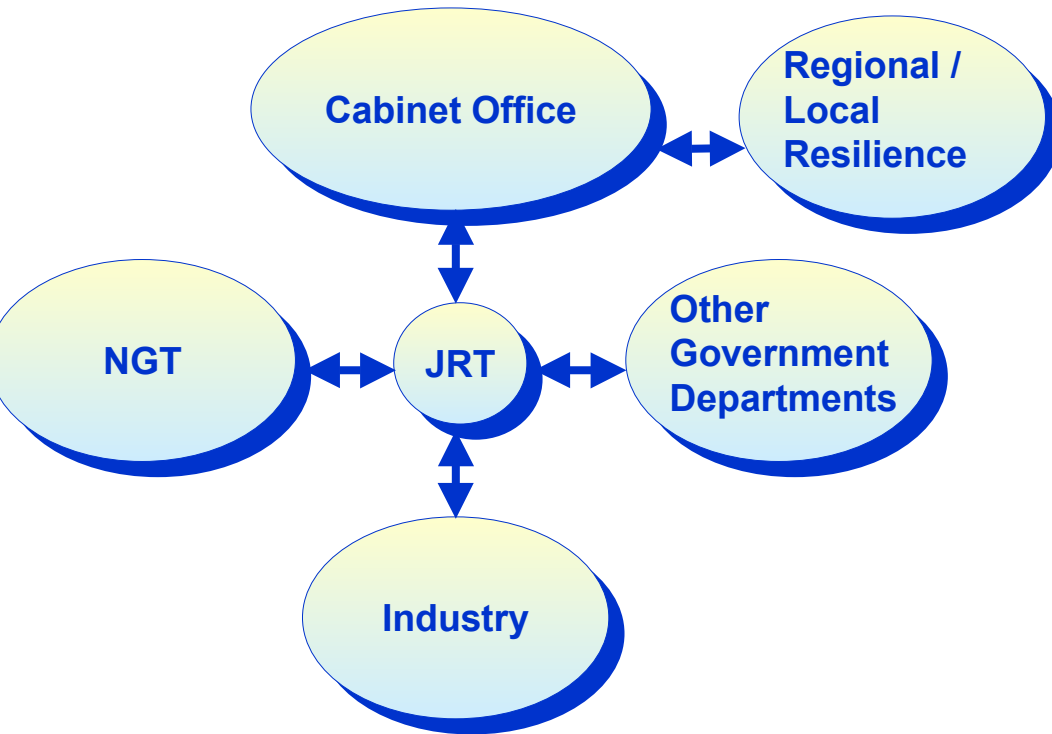 Cabinet Office
Regional /
Local
Resilience
NGT
JRT
Other
Government
Departments
Industry